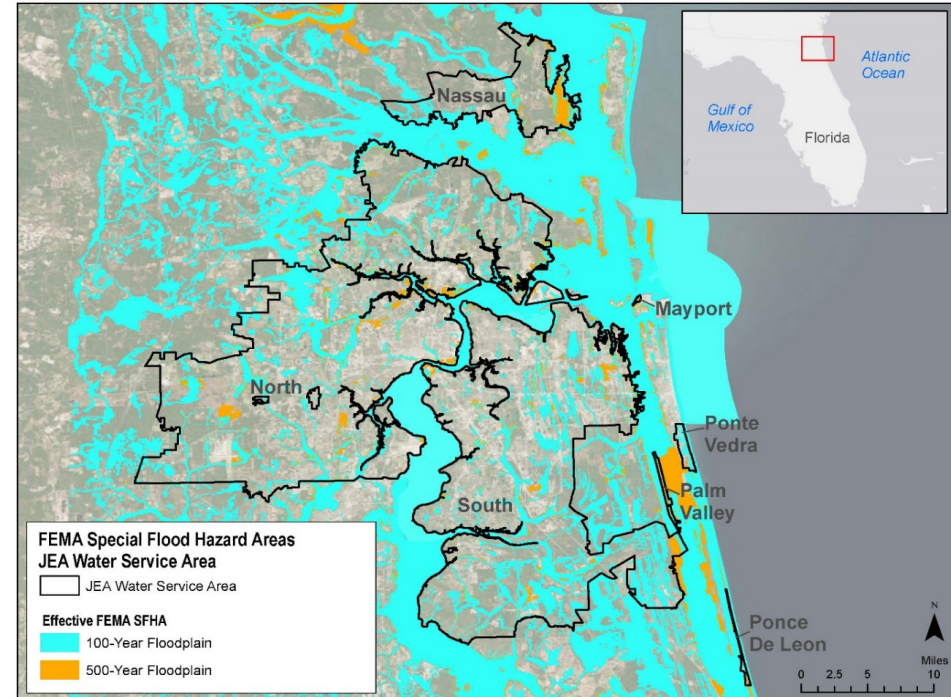 Nassau
Gulf of
Mexico
Atlantic
Ocean
Florida
Mayport
North
Ponte
Vedra
Palm
Valley
South
Ponce
De Leon
FEMA Special Flood Hazard Areas
JEA Water Service Area
JEA Water Service Area
Effective FEMA SFHA
100-Year Floodplain
500-Year Floodplain
N
Miles
0 2.5 5 10